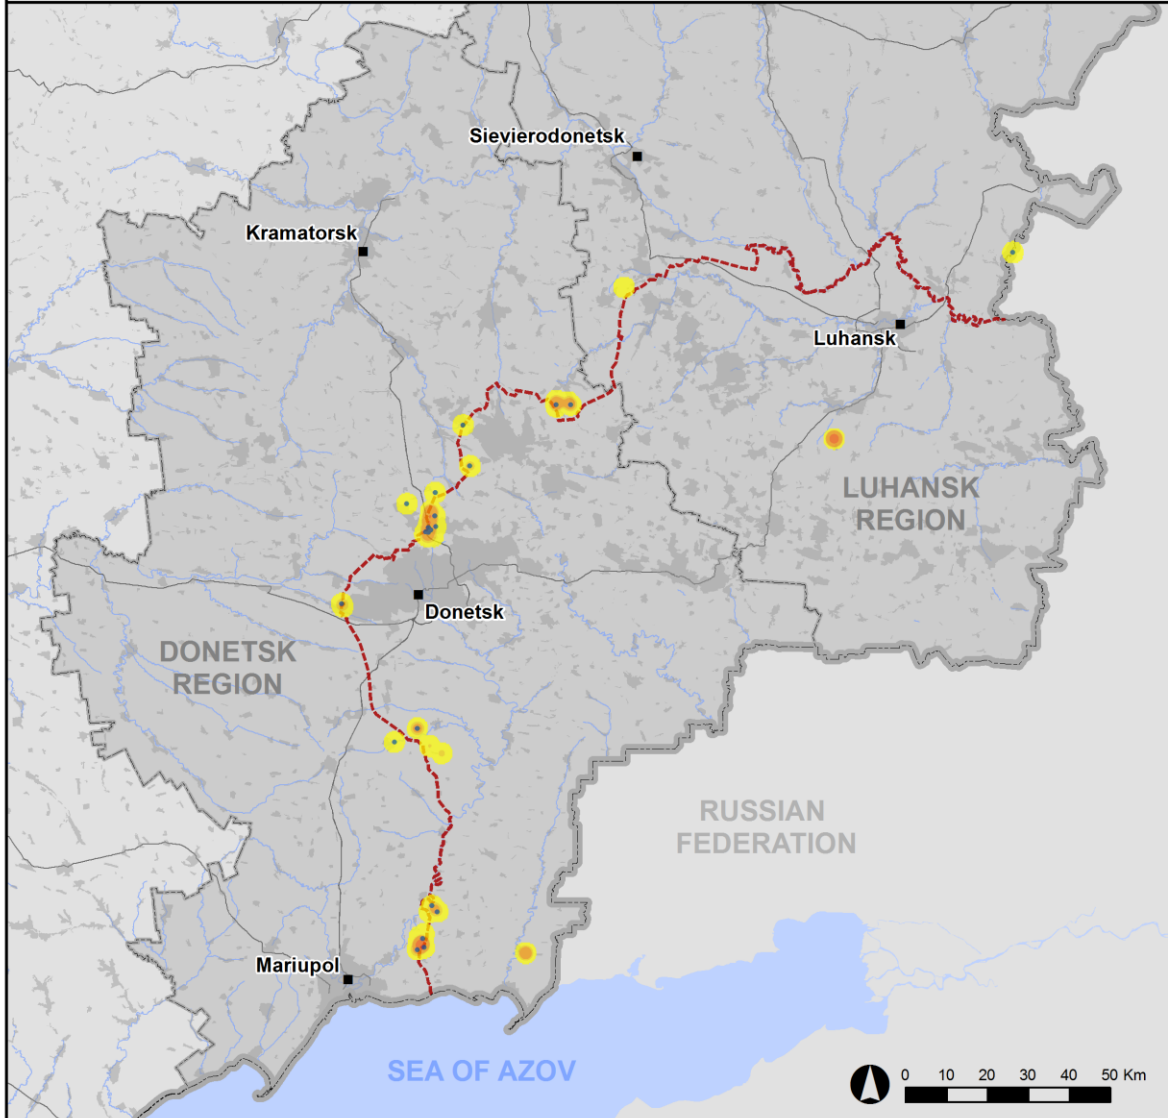 Sievierodonetsk
Kramatorsk
Luhansk
LUHANSK
REGION
Donetsk
DONETSK
REGION
RUSSIAN
FEDERATION
Mariupol
SEA OF AZOV
0 10 20 30 40 50 Km